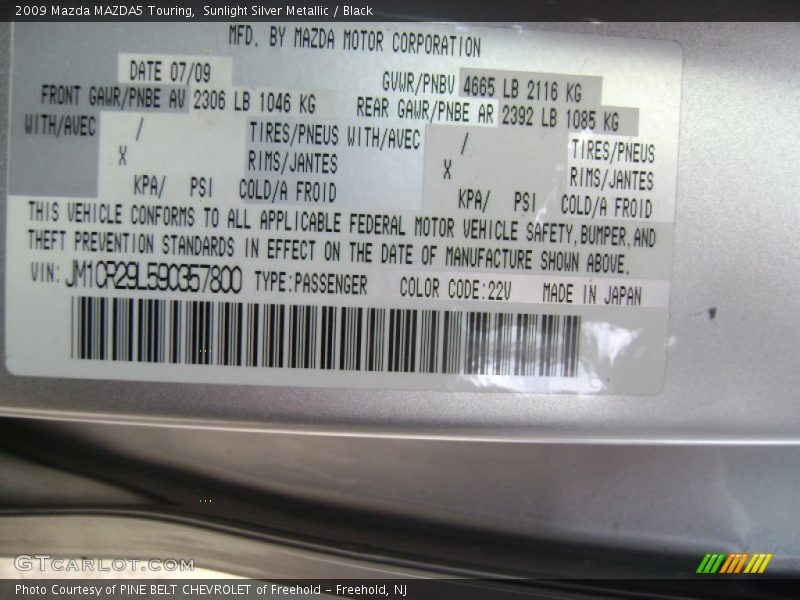 2009 Mazda MAZDA5 Touring,  Sunlight Silver Metallic / Black
MFD. BY MAZDA MOTOR CORPORATION
DATE 07/09
GVWR/PNBV 4665 LB 2116 KG
FRONT GAWR/PNBE AV 2306 LB 1046 KG
REAR GAWR/PNBE AR 2392 LB 1085 KG
WITH/AVEC / TIRES/PNEUS WITH/AVEC / TIRES/PNEUS
X RIMS/JANTES X RIMS/JANTES
KPA/ PSI COLD/A FROID KPA/ PSI COLD/A FROID
THIS VEHICLE CONFORMS TO ALL APPLICABLE FEDERAL MOTOR VEHICLE SAFETY, BUMPER, AND
THEFT PREVENTION STANDARDS IN EFFECT ON THE DATE OF MANUFACTURE SHOWN ABOVE.
VIN: JM1CR29L590357800 TYPE:PASSENGER COLOR CODE:22V MADE IN JAPAN
GTCARLOT.COM
Photo Courtesy of PINE BELT CHEVROLET of Freehold - Freehold, NJ